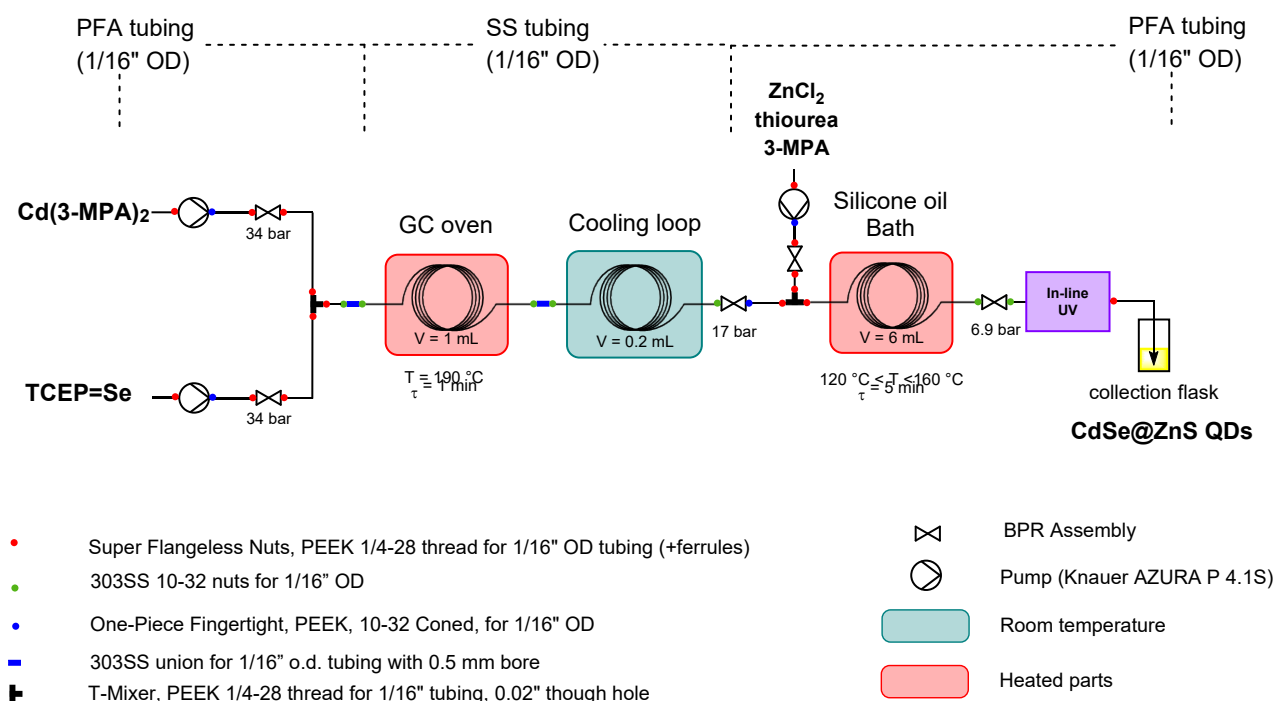 PFA tubing
(1/16" OD)
SS tubing
(1/16" OD)
PFA tubing
(1/16" OD)
ZnCl2
thiourea
3-MPA
Cd(3-MPA)2
34 bar
GC oven
V = 1 mL
T = 190 °C
τ = 1 min
Cooling loop
V = 0.2 mL
17 bar
Silicone oil
Bath
V = 6 mL
120 °C < T <160 °C
τ = 5 min
6.9 bar
In-line
UV
collection flask
CdSe@ZnS QDs
TCEP=Se
34 bar
Super Flangeless Nuts, PEEK 1/4-28 thread for 1/16" OD tubing (+ferrules)
303SS 10-32 nuts for 1/16” OD
One-Piece Fingertight, PEEK, 10-32 Coned, for 1/16" OD
303SS union for 1/16” o.d. tubing with 0.5 mm bore
T-Mixer, PEEK 1/4-28 thread for 1/16" tubing, 0.02" though hole
BPR Assembly
Pump (Knauer AZURA P 4.1S)
Room temperature
Heated parts